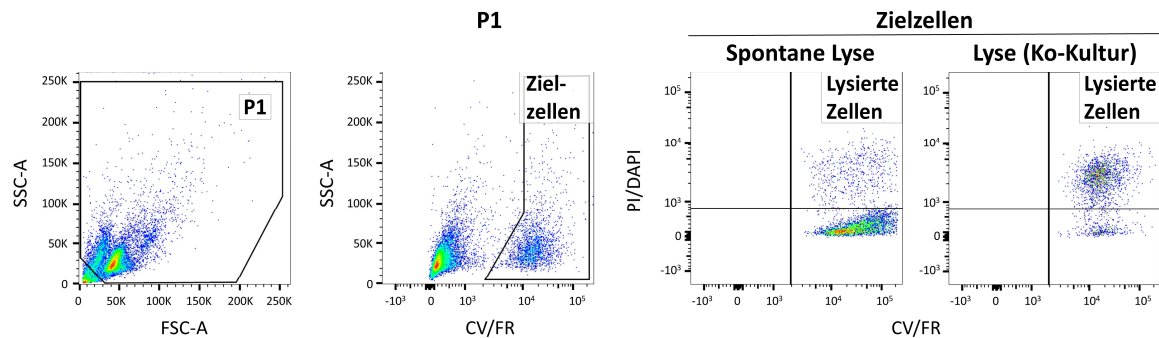 P1
Zielzellen
Spontane Lyse
Lyse (Ko-Kultur)
250K
200K
150K
100K
50K
0
SSC-A
P1
0
50K
100K
150K
200K
250K
FSC-A
250K
200K
150K
100K
50K
0
SSC-A
Ziel-
zellen
-10³
0
10³
10⁴
10⁵
CV/FR
10⁵
10⁴
10³
0
-10³
PI/DAPI
Lysierte
Zellen
-10³
0
10³
10⁴
10⁵
10⁵
10⁴
10³
0
-10³
Lysierte
Zellen
-10³
0
10³
10⁴
10⁵
CV/FR